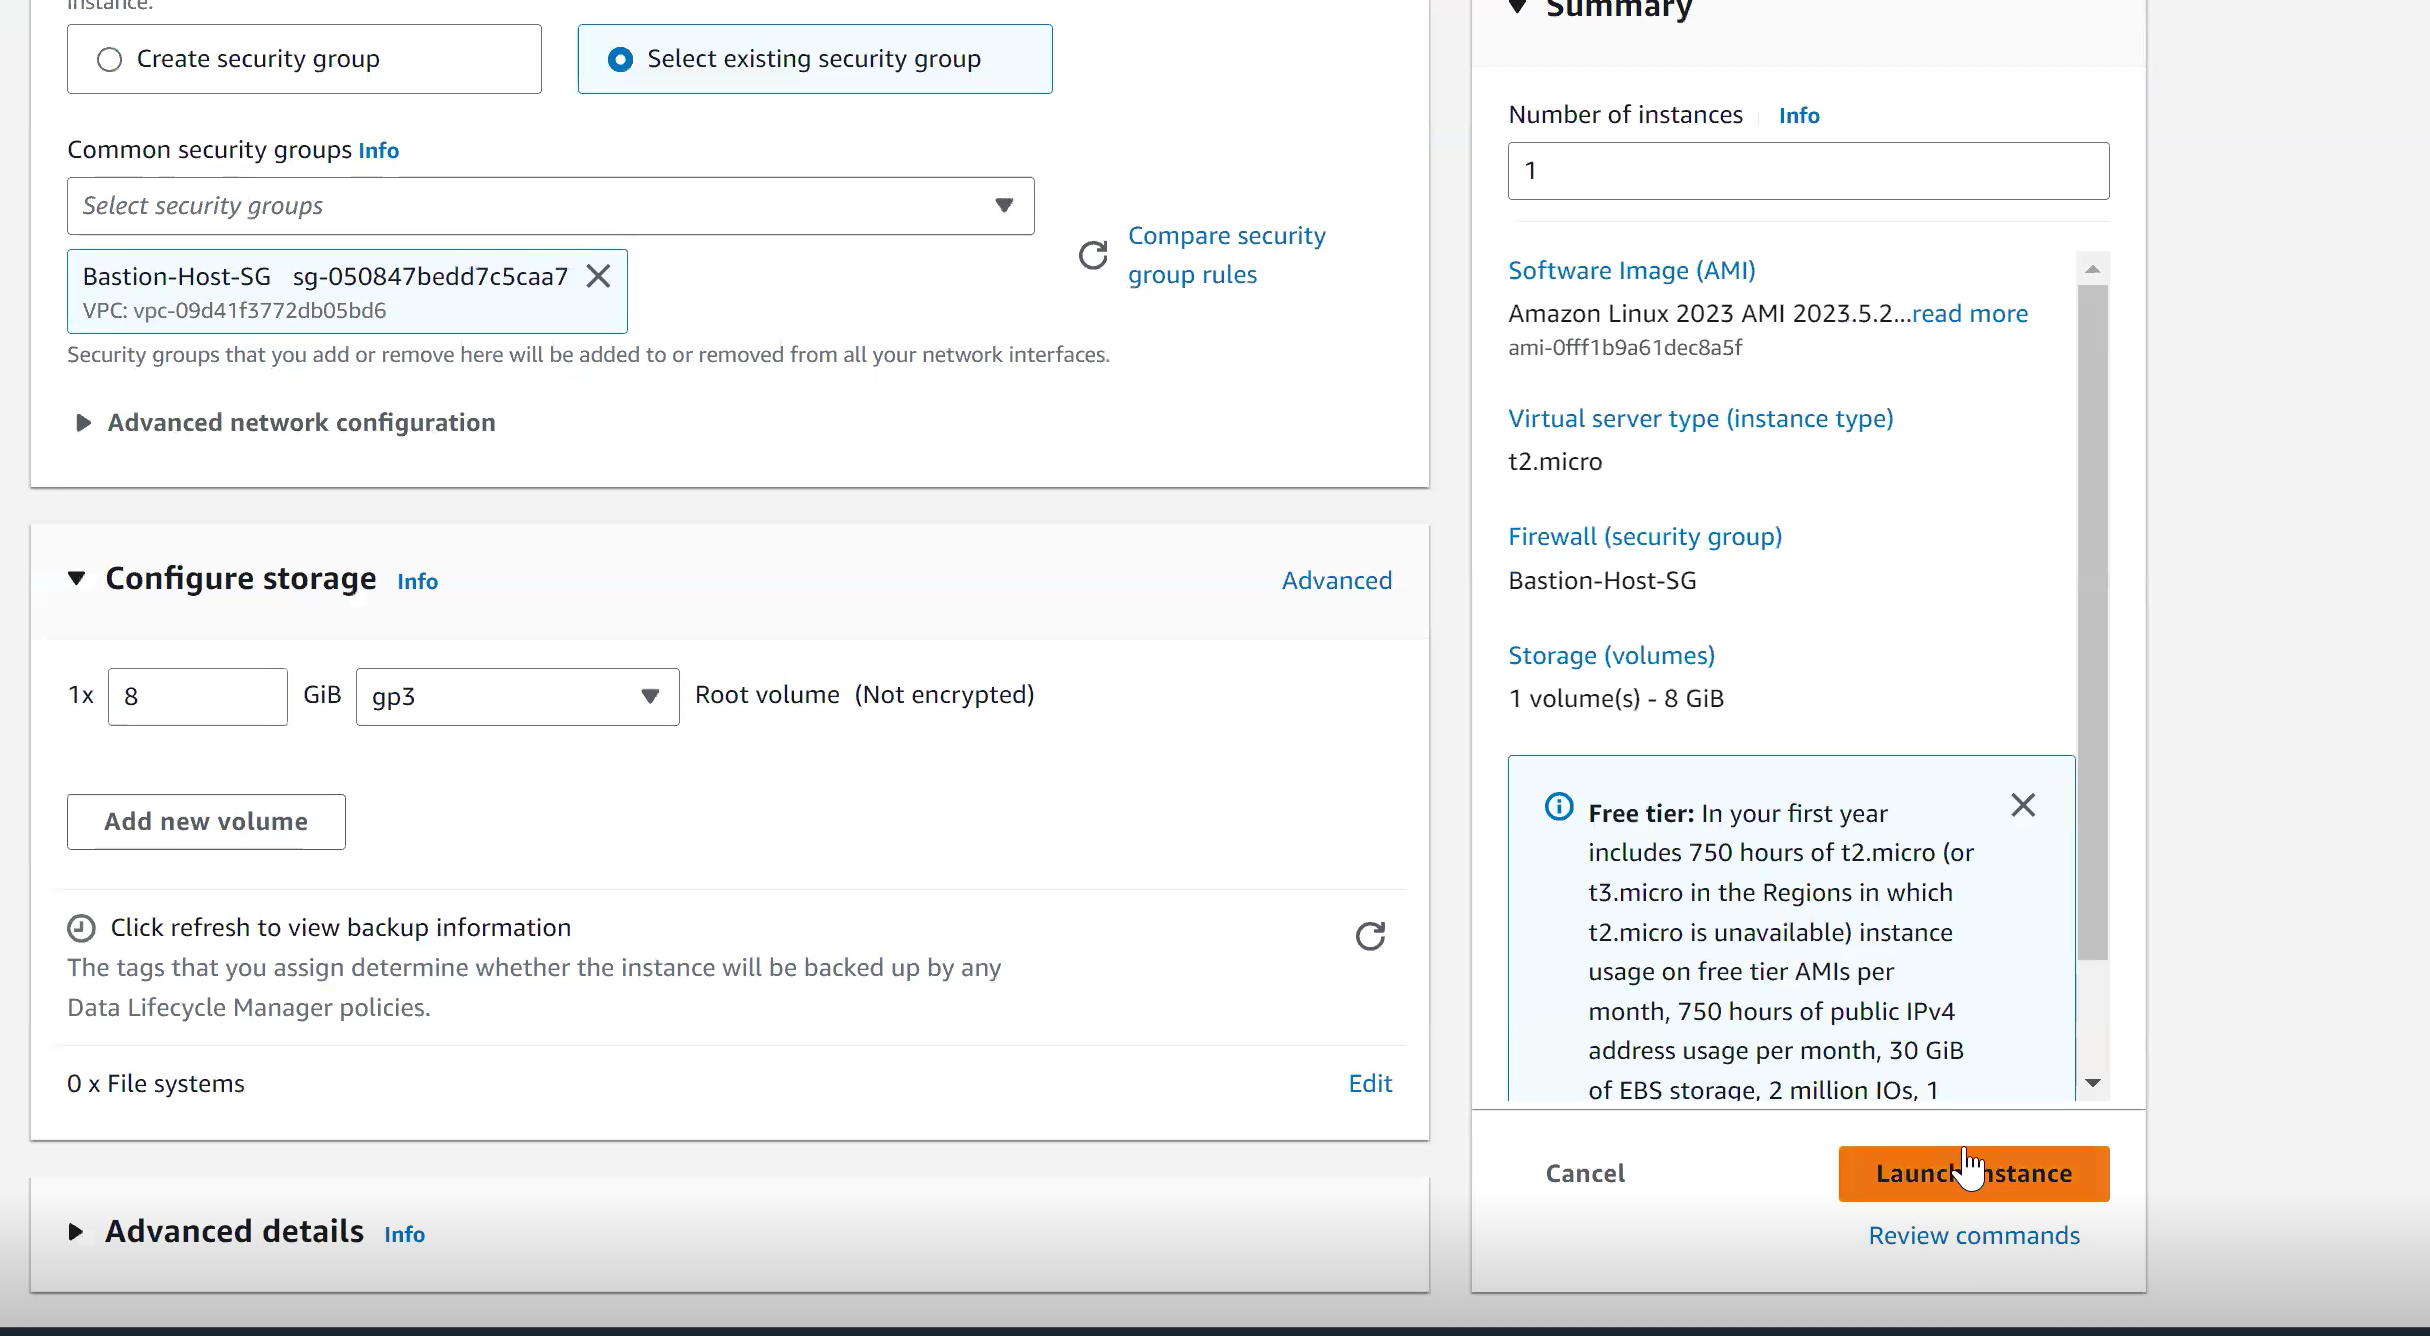 instance.
Create security group
Select existing security group
Common security groups Info
Select security groups
Bastion-Host-SG sg-050847bedd7c5caa7
VPC: vpc-09d41f3772db05bd6
Compare security
group rules
Security groups that you add or remove here will be added to or removed from all your network interfaces.
Advanced network configuration
Configure storage Info
Advanced
1x 8 GiB gp3 Root volume (Not encrypted)
Add new volume
Click refresh to view backup information
The tags that you assign determine whether the instance will be backed up by any
Data Lifecycle Manager policies.
0 x File systems
Edit
Advanced details Info
Summary
Number of instances Info
1
Software Image (AMI)
Amazon Linux 2023 AMI 2023.5.2...read more
ami-0fff1b9a61dec8a5f
Virtual server type (instance type)
t2.micro
Firewall (security group)
Bastion-Host-SG
Storage (volumes)
1 volume(s) - 8 GiB
Free tier: In your first year
includes 750 hours of t2.micro (or
t3.micro in the Regions in which
t2.micro is unavailable) instance
usage on free tier AMIs per
month, 750 hours of public IPv4
address usage per month, 30 GiB
of EBS storage, 2 million IOs, 1
Cancel
Launch instance
Review commands